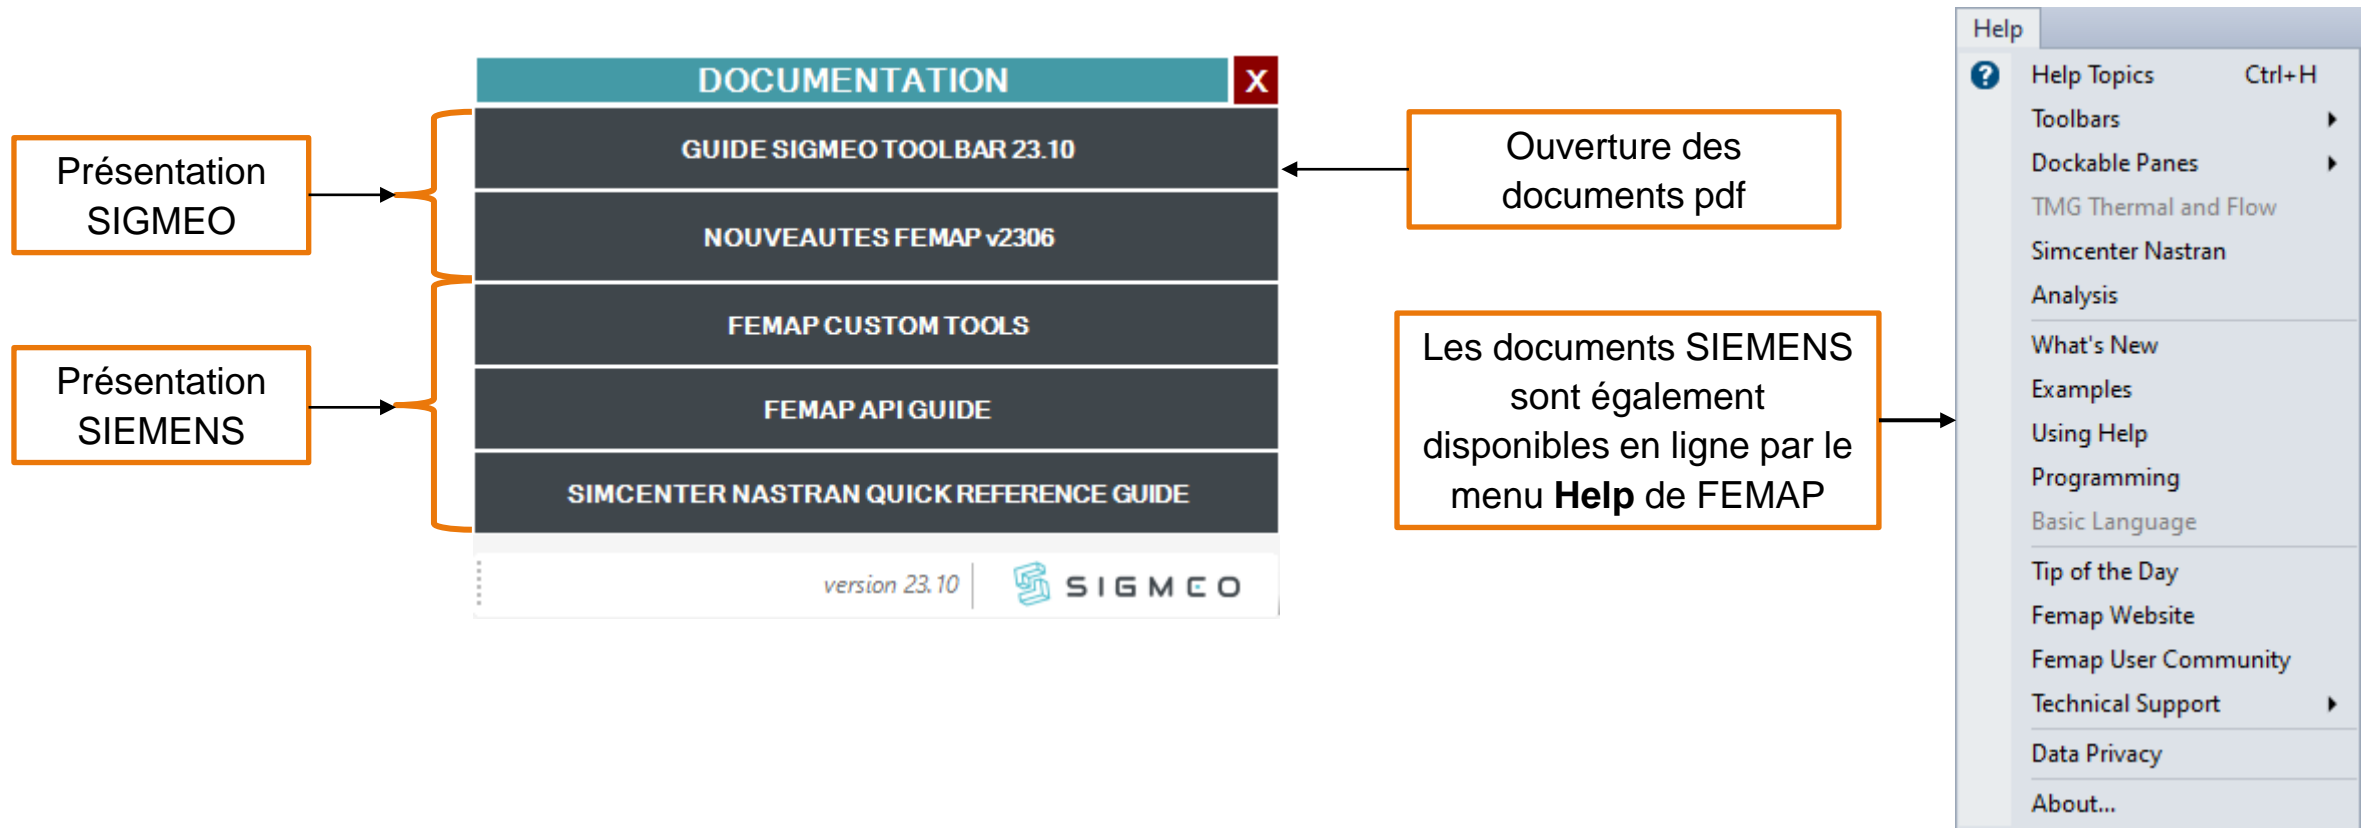 Présentation
SIGMEO
Présentation
SIEMENS
DOCUMENTATION
X
GUIDE SIGMEO TOOLBAR 23.10
NOUVEAUTES FEMAP v2306
FEMAP CUSTOM TOOLS
FEMAP API GUIDE
SIMCENTER NASTRAN QUICK REFERENCE GUIDE
version 23.10
SIGMEO
Ouverture des
documents pdf
Les documents SIEMENS
sont également
disponibles en ligne par le
menu Help de FEMAP
Help
Help Topics Ctrl+H
Toolbars
Dockable Panes
TMG Thermal and Flow
Simcenter Nastran
Analysis
What's New
Examples
Using Help
Programming
Basic Language
Tip of the Day
Femap Website
Femap User Community
Technical Support
Data Privacy
About...